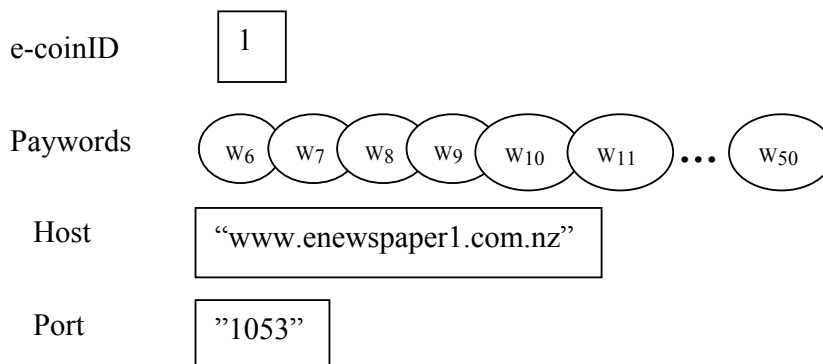 e-coinID 1
Paywords w6 w7 w8 w9 w10 w11 ... w50
Host “www.enewspaper1.com.nz”
Port ”1053”